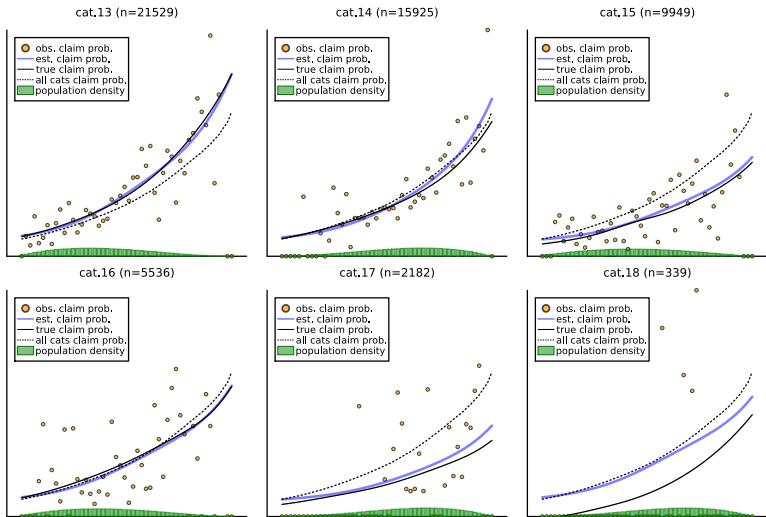 cat.13 (n=21529)
obs. claim prob.
est. claim prob.
true claim prob.
all cats claim prob.
population density
cat.14 (n=15925)
obs. claim prob.
est. claim prob.
true claim prob.
all cats claim prob.
population density
cat.15 (n=9949)
obs. claim prob.
est. claim prob.
true claim prob.
all cats claim prob.
population density
cat.16 (n=5536)
obs. claim prob.
est. claim prob.
true claim prob.
all cats claim prob.
population density
cat.17 (n=2182)
obs. claim prob.
est. claim prob.
true claim prob.
all cats claim prob.
population density
cat.18 (n=339)
obs. claim prob.
est. claim prob.
true claim prob.
all cats claim prob.
population density